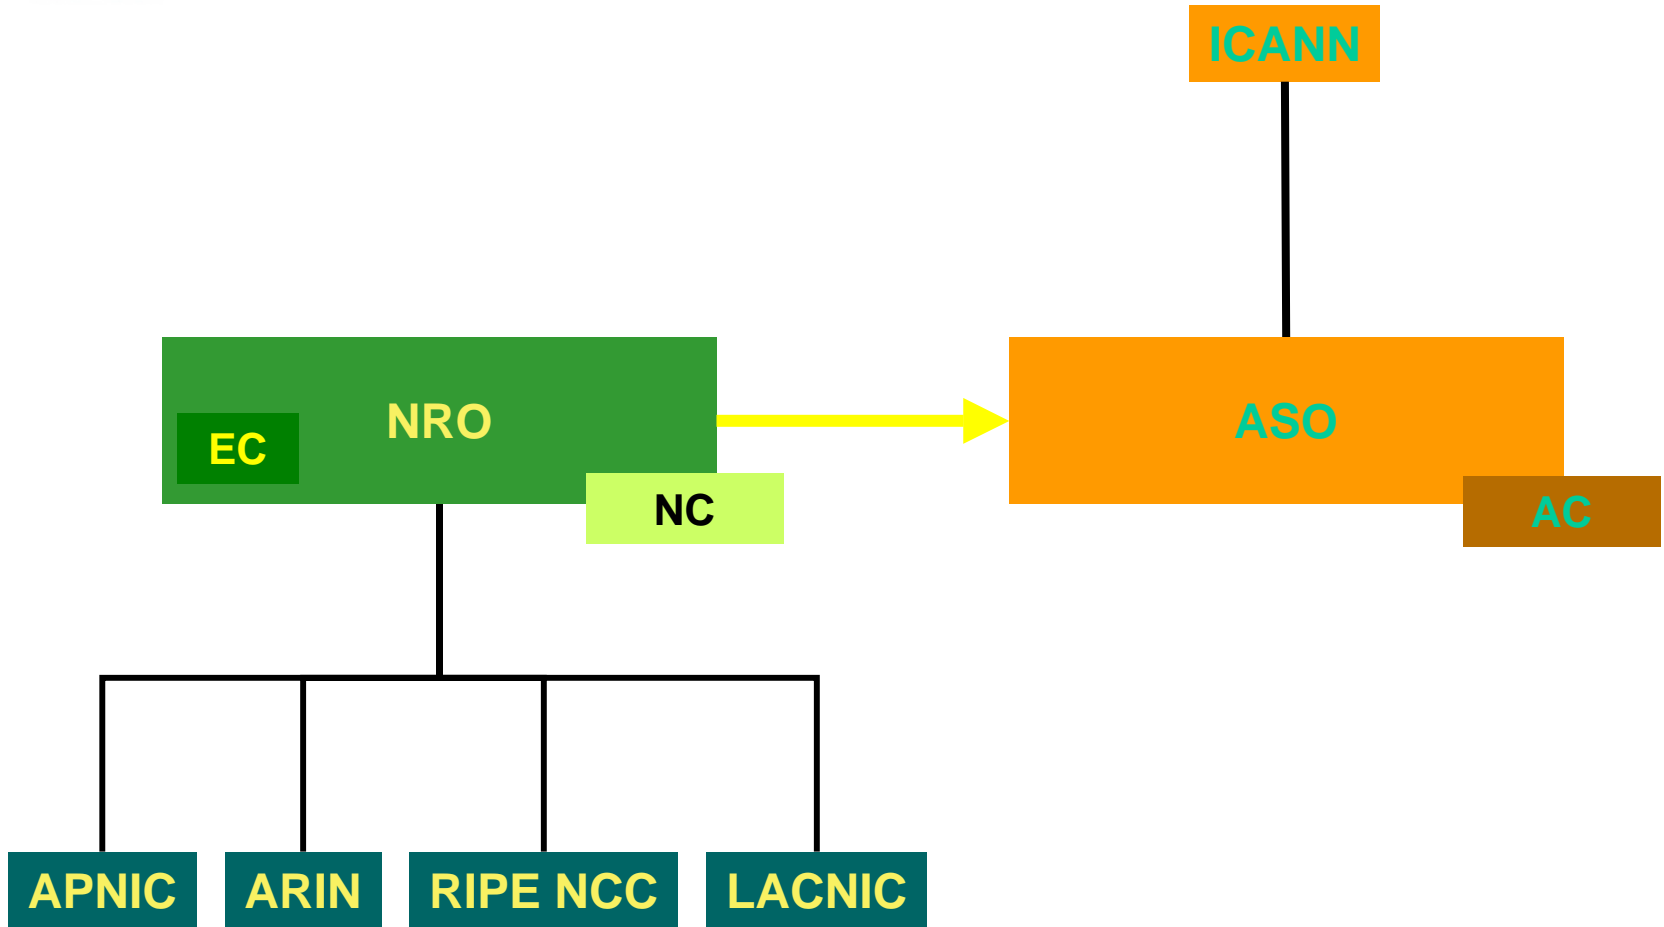 ICANN
NRO
ASO
EC
NC
AC
APNIC
ARIN
RIPE NCC
LACNIC